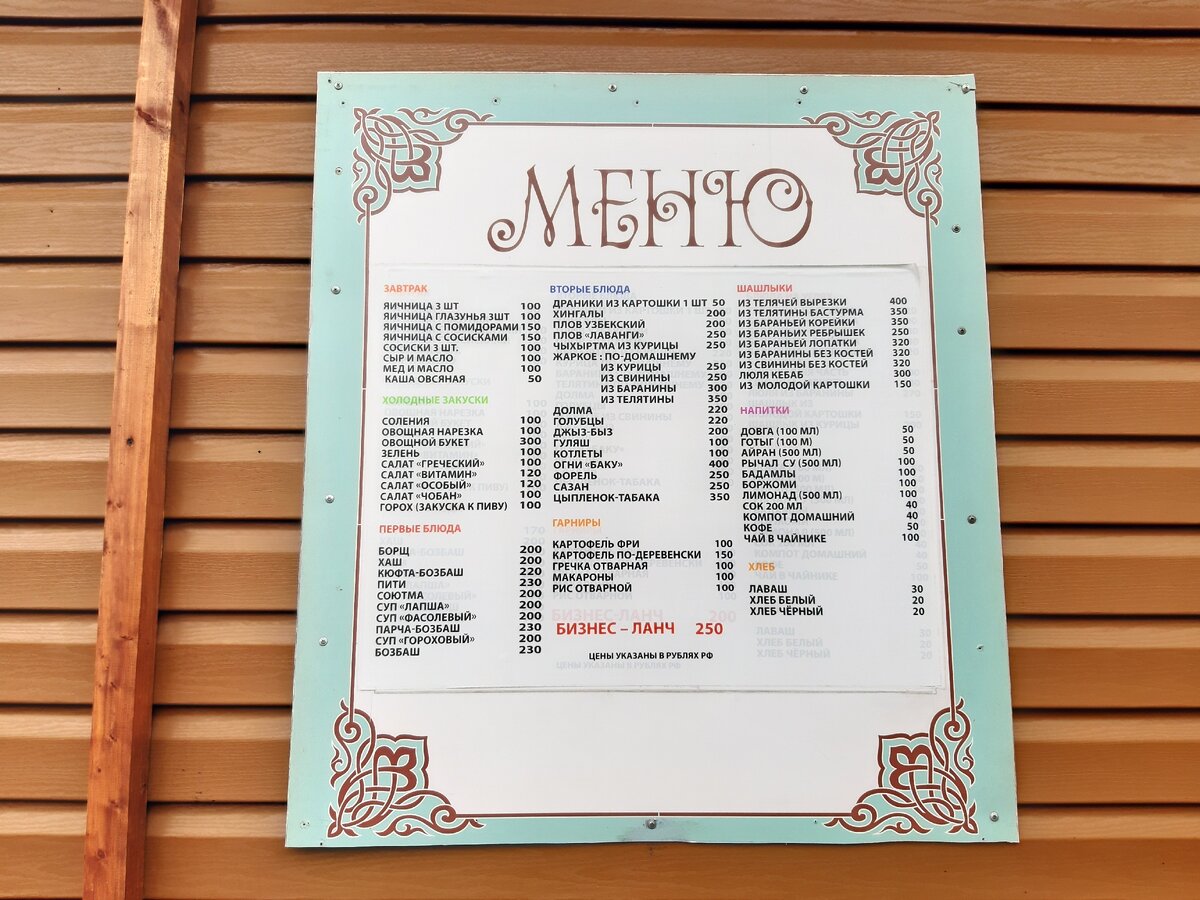 МЕНЮ
ЗАВТРАК
ЯИЧНИЦА 3 ШТ 100
ЯИЧНИЦА ГЛАЗУНЬЯ 3ШТ 100
ЯИЧНИЦА С ПОМИДОРАМИ 150
ЯИЧНИЦА С СОСИСКАМИ 150
СОСИСКИ 3 ШТ. 100
СЫР И МАСЛО 100
МЕД И МАСЛО 100
КАША ОВСЯНАЯ 50
ХОЛОДНЫЕ ЗАКУСКИ
СОЛЕНИЯ 100
ОВОЩНАЯ НАРЕЗКА 100
ОВОЩНОЙ БУКЕТ 300
ЗЕЛЕНЬ 100
САЛАТ «ГРЕЧЕСКИЙ» 100
САЛАТ «ВИТАМИН» 120
САЛАТ «ОСОБЫЙ» 120
САЛАТ «ЧОБАН» 100
ГОРОХ (ЗАКУСКА К ПИВУ) 100
ПЕРВЫЕ БЛЮДА
БОРЩ 200
ХАШ 200
КЮФТА-БОЗБАШ 220
ПИТИ 230
СОЮТМА 200
СУП «ЛАПША» 200
СУП «ФАСОЛЕВЫЙ» 200
ПАРЧА-БОЗБАШ 230
СУП «ГОРОХОВЫЙ» 200
БОЗБАШ 230
ВТОРЫЕ БЛЮДА
ДРАНИКИ ИЗ КАРТОШКИ 1 ШТ 50
ХИНГАЛЫ 200
ПЛОВ УЗБЕКСКИЙ 200
ПЛОВ «ЛАВАНГИ» 250
ЧЫХЫРТМА ИЗ КУРИЦЫ 250
ЖАРКОЕ : ПО-ДОМАШНЕМУ
ИЗ КУРИЦЫ 250
ИЗ СВИНИНЫ 250
ИЗ БАРАНИНЫ 300
ИЗ ТЕЛЯТИНЫ 350
ДОЛМА 220
ГОЛУБЦЫ 220
ДЖЫЗ-БЫЗ 200
ГУЛЯШ 100
КОТЛЕТЫ 100
ОГНИ «БАКУ» 400
ФОРЕЛЬ 250
САЗАН 250
ЦЫПЛЕНОК-ТАБАКА 350
ГАРНИРЫ
КАРТОФЕЛЬ ФРИ 100
КАРТОФЕЛЬ ПО-ДЕРЕВЕНСКИ 150
ГРЕЧКА ОТВАРНАЯ 100
МАКАРОНЫ 100
РИС ОТВАРНОЙ 100
БИЗНЕС – ЛАНЧ 250
ЦЕНЫ УКАЗАНЫ В РУБЛЯХ РФ
ШАШЛЫКИ
ИЗ ТЕЛЯЧЕЙ ВЫРЕЗКИ 400
ИЗ ТЕЛЯТИНЫ БАСТУРМА 350
ИЗ БАРАНЬЕЙ КОРЕЙКИ 350
ИЗ БАРАНЬИХ РЕБРЫШЕК 250
ИЗ БАРАНЬЕЙ ЛОПАТКИ 320
ИЗ БАРАНИНЫ БЕЗ КОСТЕЙ 320
ИЗ СВИНИНЫ БЕЗ КОСТЕЙ 320
ЛЮЛЯ КЕБАБ 300
ИЗ МОЛОДОЙ КАРТОШКИ 150
НАПИТКИ
ДОВГА (100 МЛ) 50
ГОТЫГ (100 М) 50
АЙРАН (500 МЛ) 50
РЫЧАЛ СУ (500 МЛ) 100
БАДАМЛЫ 100
БОРЖОМИ 100
ЛИМОНАД (500 МЛ) 100
СОК 200 МЛ 40
КОМПОТ ДОМАШНИЙ 40
КОФЕ 50
ЧАЙ В ЧАЙНИКЕ 100
ХЛЕБ
ЛАВАШ 30
ХЛЕБ БЕЛЫЙ 20
ХЛЕБ ЧЁРНЫЙ 20